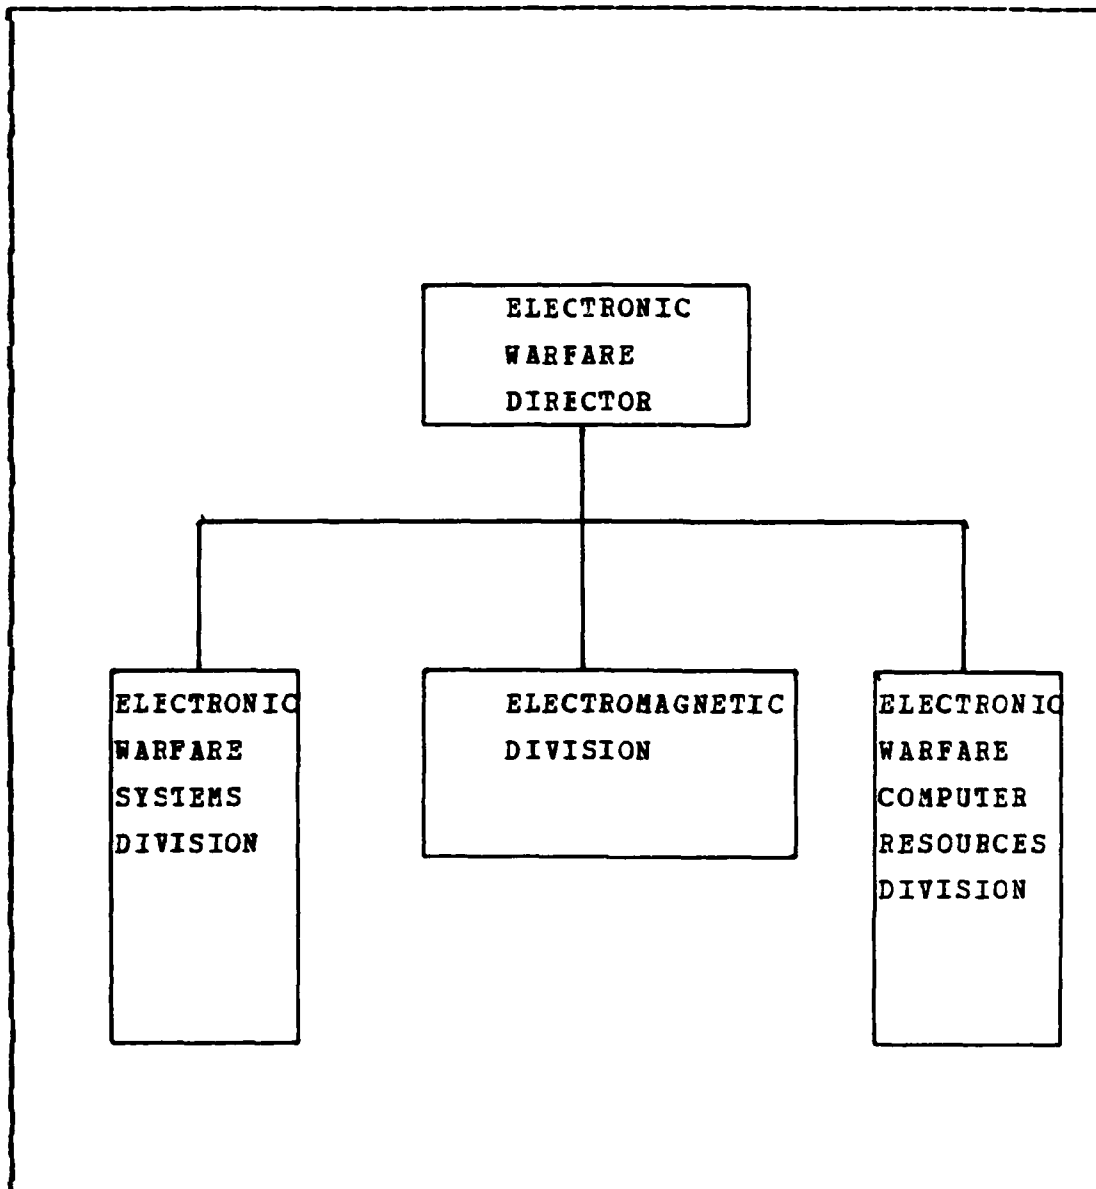 ELECTRONIC
WARFARE
DIRECTOR
ELECTRONIC
WARFARE
SYSTEMS
DIVISION
ELECTROMAGNETIC
DIVISION
ELECTRONIC
WARFARE
COMPUTER
RESOURCES
DIVISION